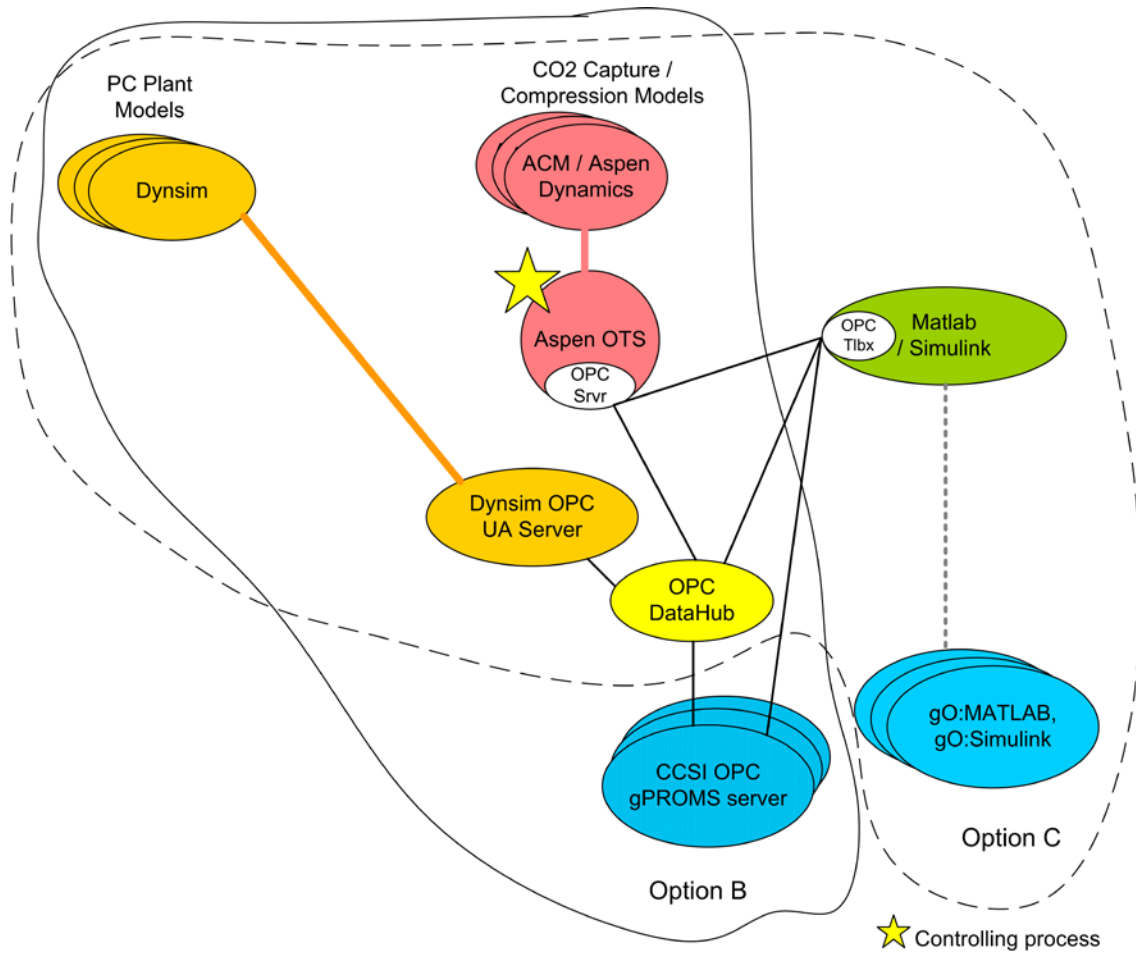 PC Plant
Models
CO2 Capture /
Compression Models
Dynsim
ACM / Aspen
Dynamics
Aspen OTS
OPC
Srvr
OPC
Tlbx
Matlab
/ Simulink
Dynsim OPC
UA Server
OPC
DataHub
CCSI OPC
gPROMS server
gO:MATLAB,
gO:Simulink
Option B
Option C
Controlling process